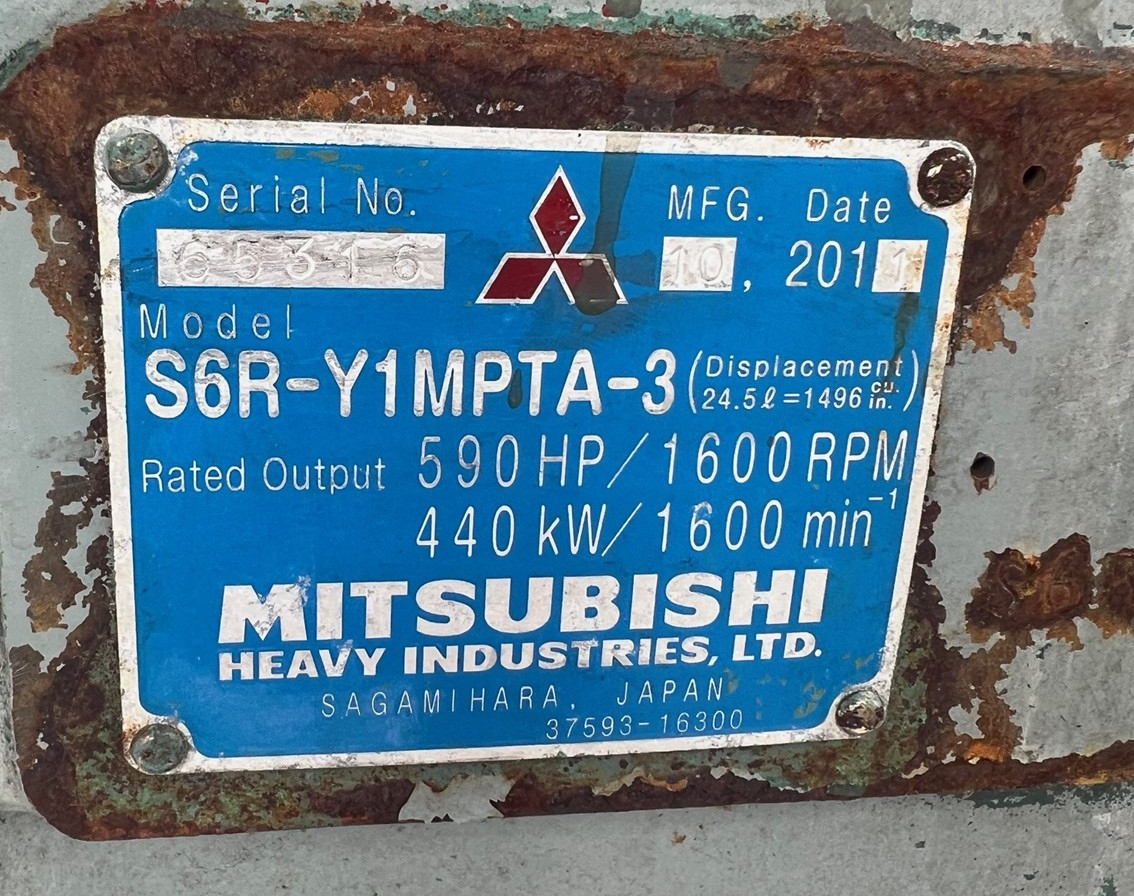 Serial No.
65316
MFG. Date
10, 2011
Model
S6R-Y1MPTA-3 (Displacement 24.5ℓ=1496 cu. in.)
Rated Output 590 HP/1600 RPM
440 kW/1600 min⁻¹
MITSUBISHI
HEAVY INDUSTRIES, LTD.
SAGAMIHARA, JAPAN
37593-16300